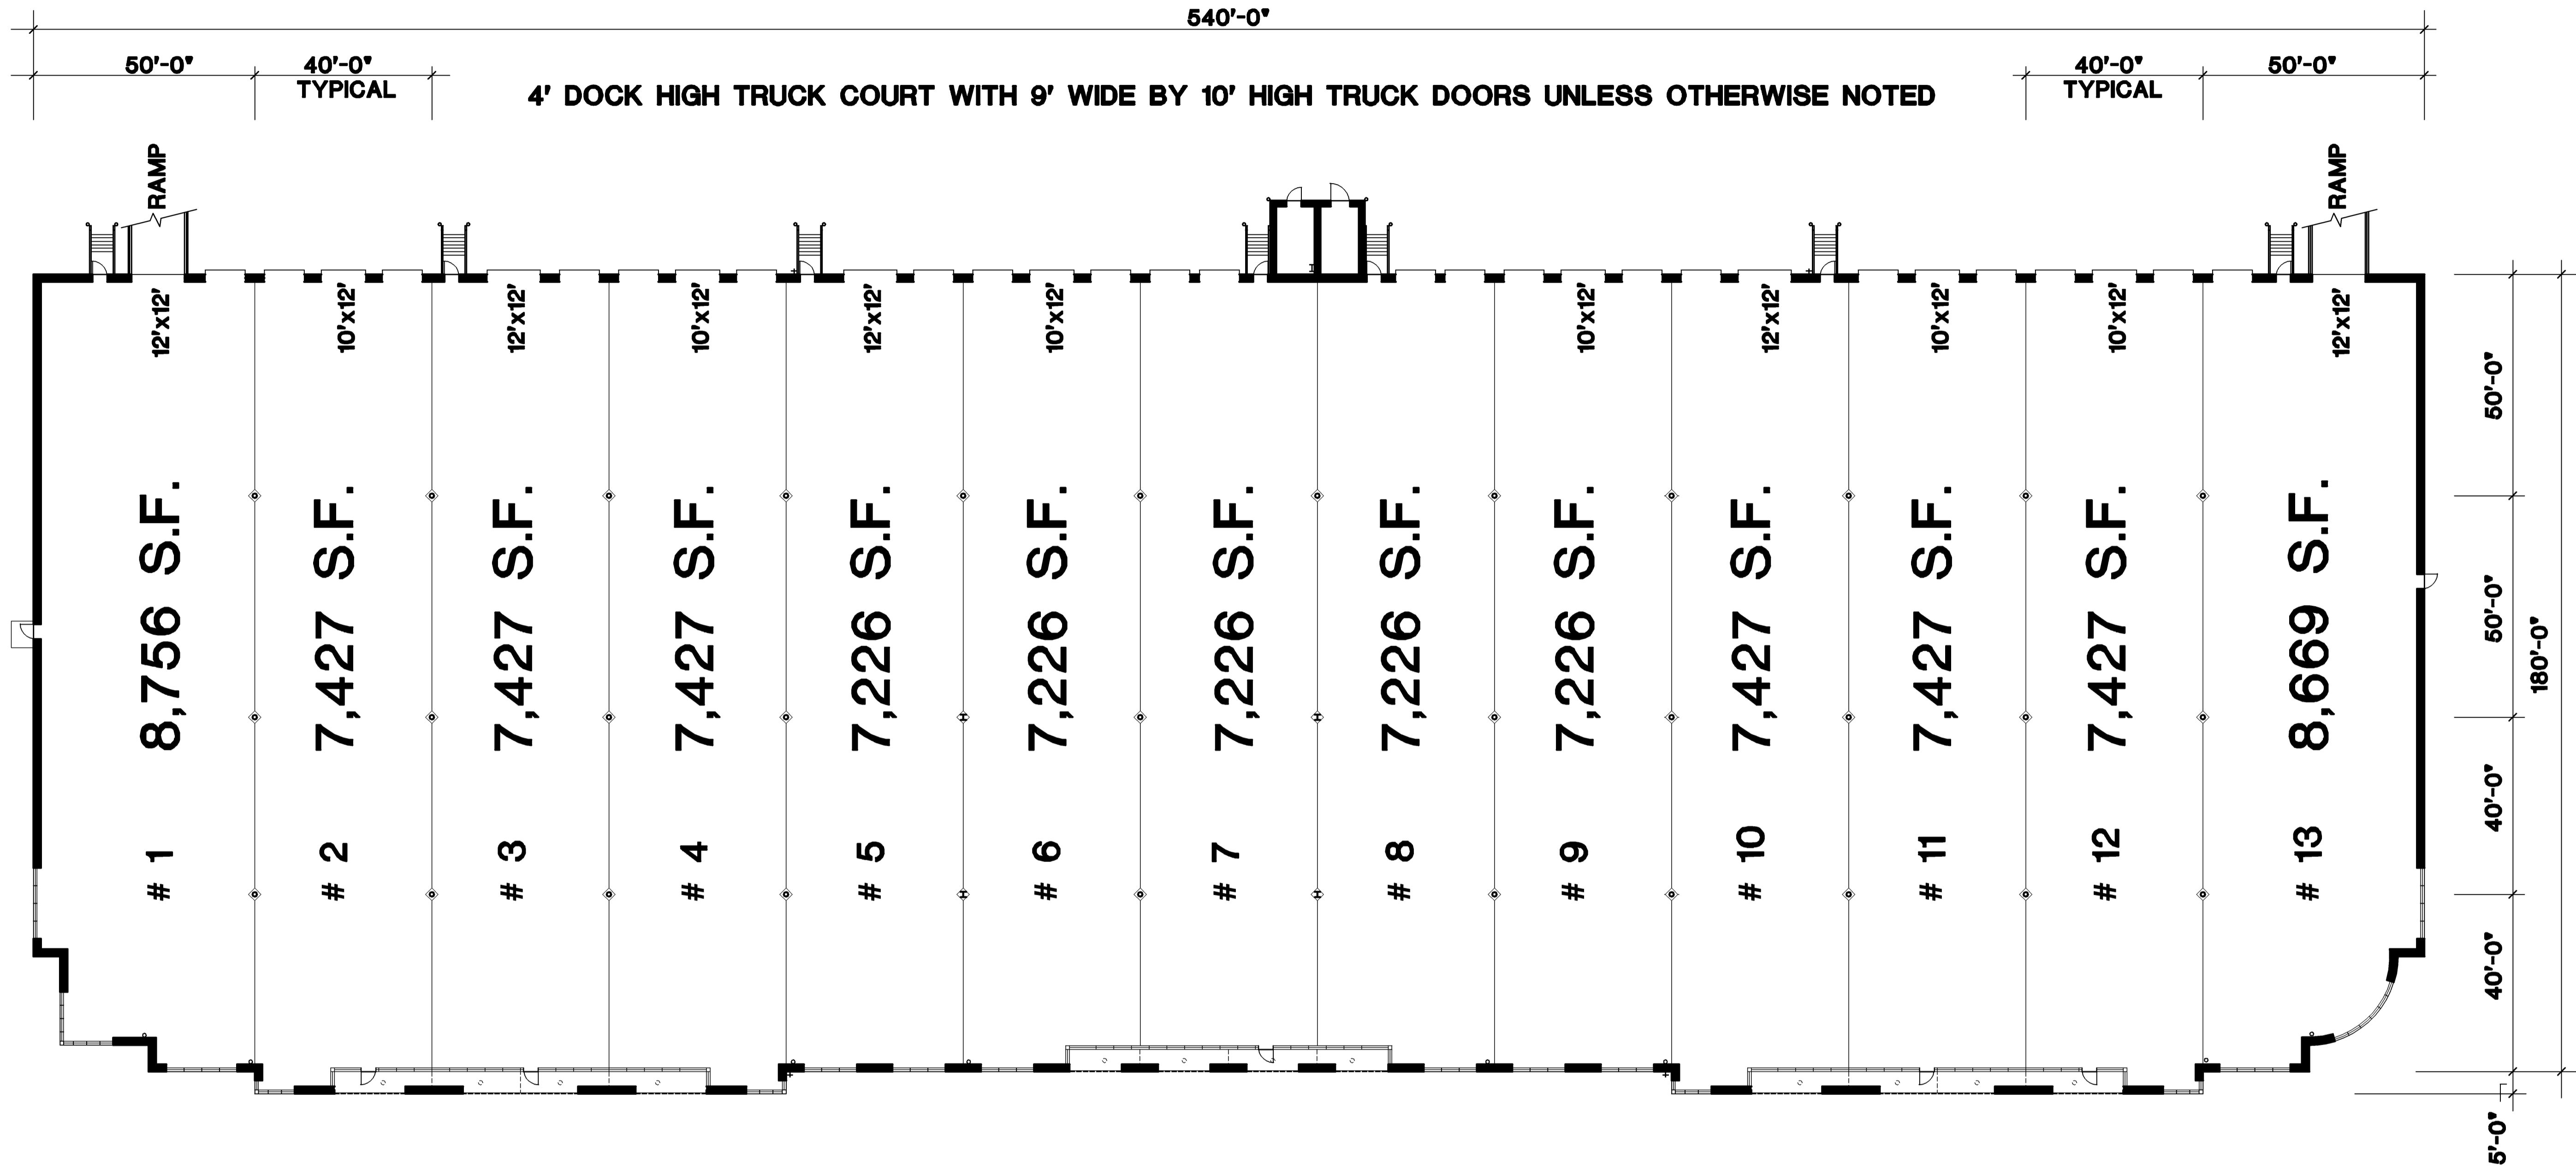 540'-0"
50'-0"
40'-0"
TYPICAL
4' DOCK HIGH TRUCK COURT WITH 9' WIDE BY 10' HIGH TRUCK DOORS UNLESS OTHERWISE NOTED
40'-0"
TYPICAL
50'-0"
RAMP
RAMP
12'x12'
10'x12'
12'x12'
10'x12'
12'x12'
10'x12'
10'x12'
12'x12'
10'x12'
10'x12'
12'x12'
# 1 8,756 S.F.
# 2 7,427 S.F.
# 3 7,427 S.F.
# 4 7,427 S.F.
# 5 7,226 S.F.
# 6 7,226 S.F.
# 7 7,226 S.F.
# 8 7,226 S.F.
# 9 7,226 S.F.
# 10 7,427 S.F.
# 11 7,427 S.F.
# 12 7,427 S.F.
# 13 8,669 S.F.
50'-0"
50'-0"
180'-0"
40'-0"
40'-0"
5'-0"